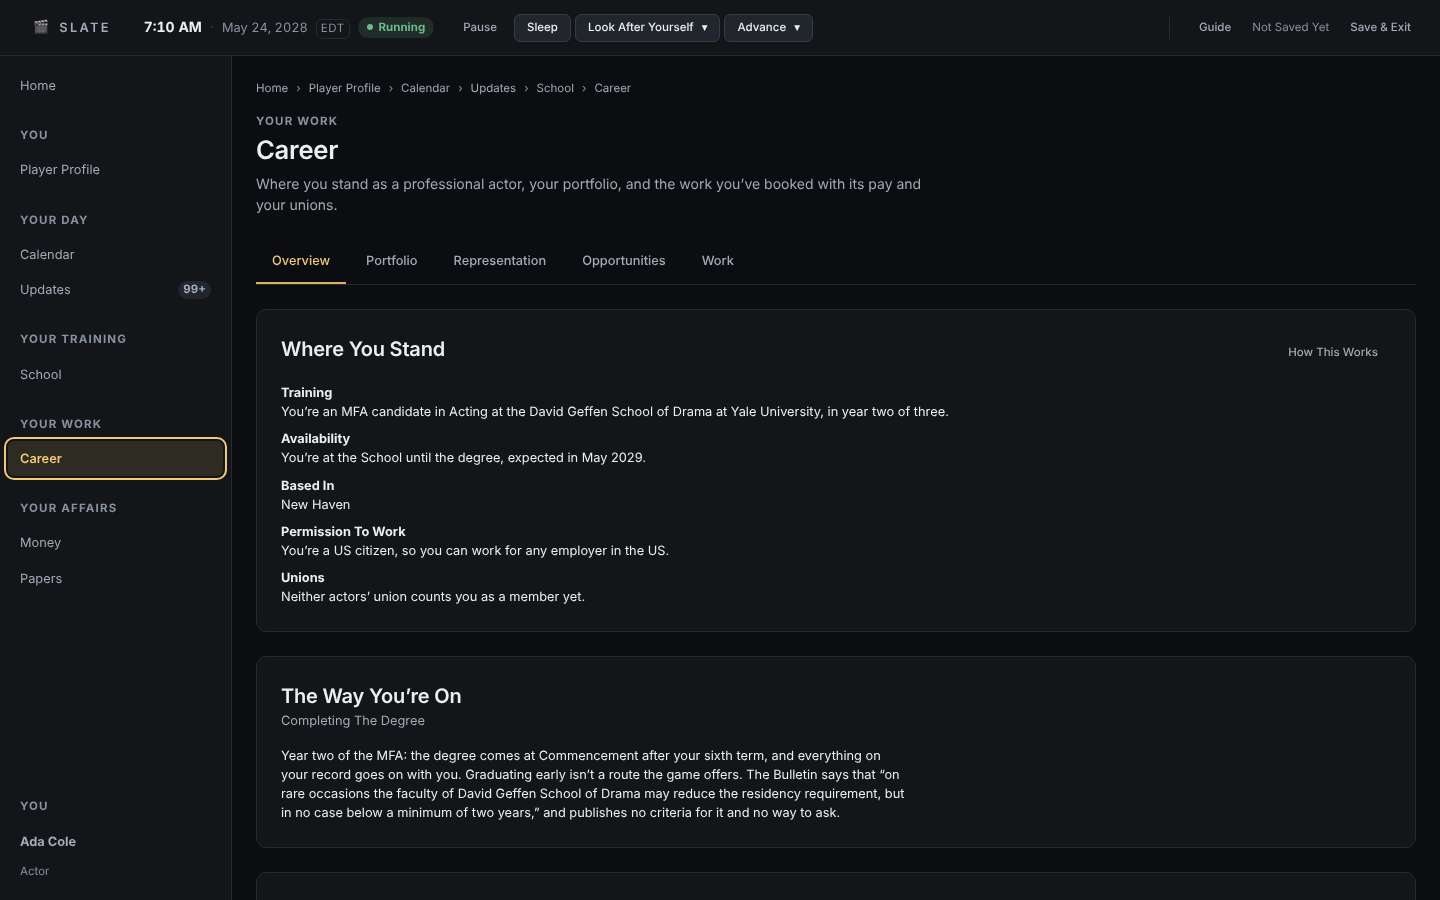 SLATE
7:10 AM · May 24, 2028 EDT Running
Pause
Sleep
Look After Yourself ▾
Advance ▾
Guide
Not Saved Yet
Save & Exit
Home
YOU
Player Profile
YOUR DAY
Calendar
Updates 99+
YOUR TRAINING
School
YOUR WORK
Career
YOUR AFFAIRS
Money
Papers
YOU
Ada Cole
Actor
Home › Player Profile › Calendar › Updates › School › Career
YOUR WORK
Career
Where you stand as a professional actor, your portfolio, and the work you’ve booked with its pay and
your unions.
Overview
Portfolio
Representation
Opportunities
Work
Where You Stand
How This Works
Training
You’re an MFA candidate in Acting at the David Geffen School of Drama at Yale University, in year two of three.
Availability
You’re at the School until the degree, expected in May 2029.
Based In
New Haven
Permission To Work
You’re a US citizen, so you can work for any employer in the US.
Unions
Neither actors’ union counts you as a member yet.
The Way You’re On
Completing The Degree
Year two of the MFA: the degree comes at Commencement after your sixth term, and everything on
your record goes on with you. Graduating early isn’t a route the game offers. The Bulletin says that “on
rare occasions the faculty of David Geffen School of Drama may reduce the residency requirement, but
in no case below a minimum of two years,” and publishes no criteria for it and no way to ask.